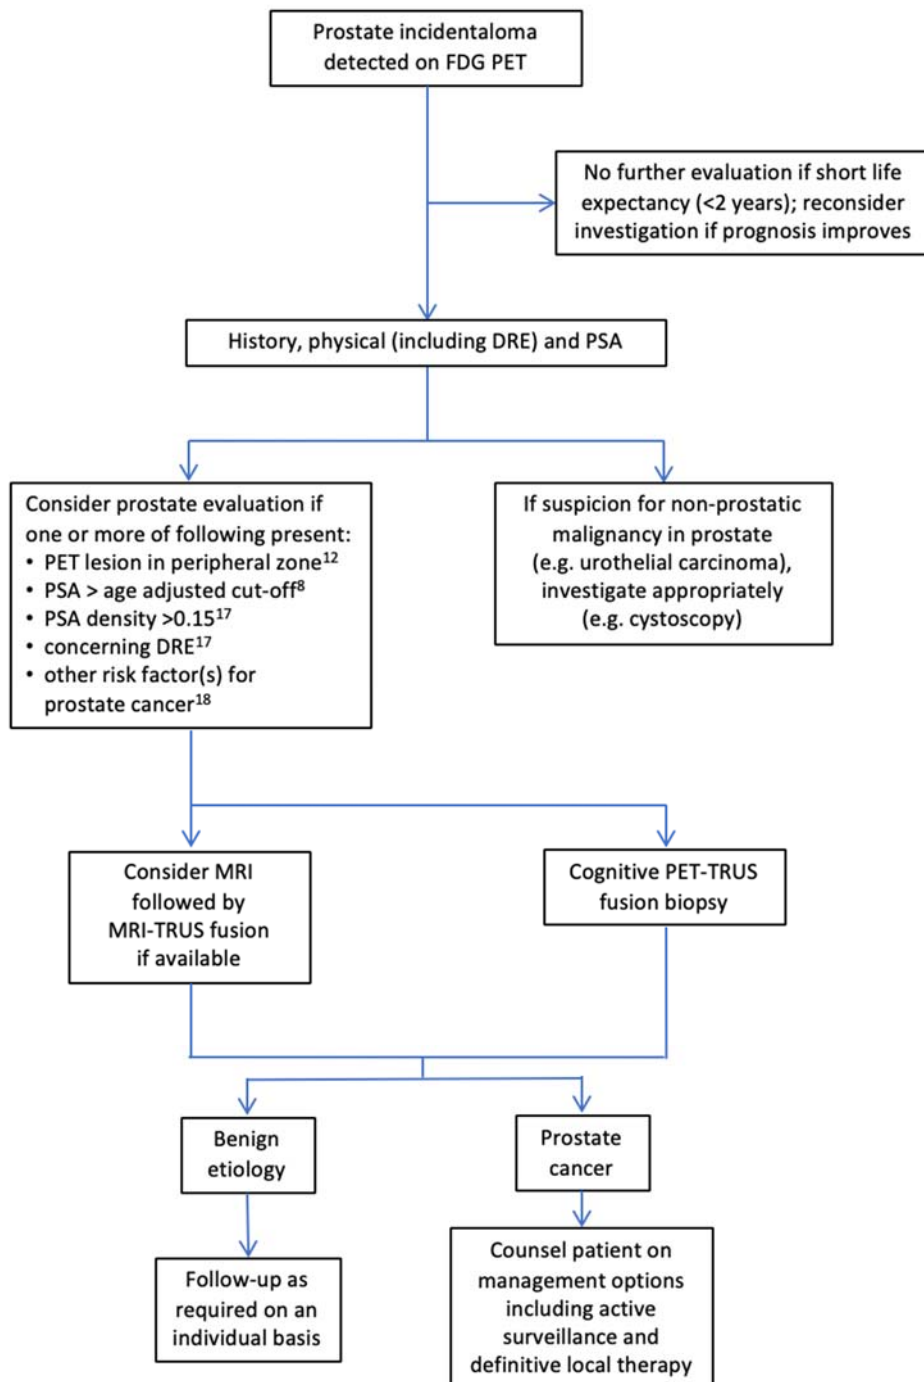 Prostate incidentaloma
detected on FDG PET
No further evaluation if short life
expectancy (<2 years); reconsider
investigation if prognosis improves
History, physical (including DRE) and PSA
Consider prostate evaluation if
one or more of following present:
• PET lesion in peripheral zone¹²
• PSA > age adjusted cut-off⁸
• PSA density >0.15¹⁷
• concerning DRE¹⁷
• other risk factor(s) for
prostate cancer¹⁸
If suspicion for non-prostatic
malignancy in prostate
(e.g. urothelial carcinoma),
investigate appropriately
(e.g. cystoscopy)
Consider MRI
followed by
MRI-TRUS fusion
if available
Cognitive PET-TRUS
fusion biopsy
Benign
etiology
Prostate
cancer
Follow-up as
required on an
individual basis
Counsel patient on
management options
including active
surveillance and
definitive local therapy